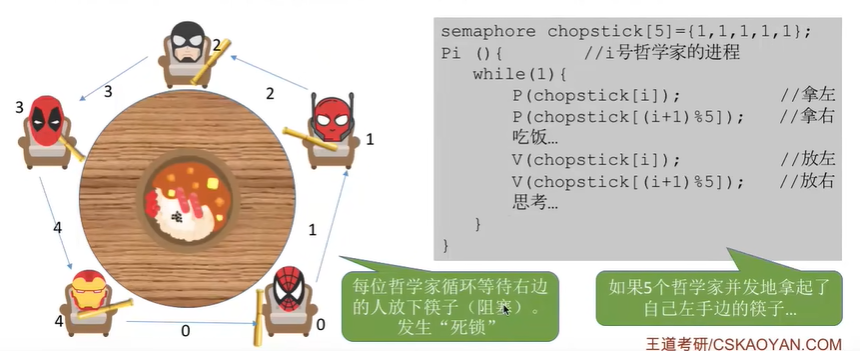 semaphore chopstick[5]={1,1,1,1,1};
Pi (){ //i号哲学家的进程
while(1){
P(chopstick[i]); //拿左
P(chopstick[(i+1)%5]); //拿右
吃饭…
V(chopstick[i]); //放左
V(chopstick[(i+1)%5]); //放右
思考…
}
}
2
3
2
3
1
4
1
4
0
0
每位哲学家循环等待右边
的人放下筷子（阻塞）。
发生“死锁”
如果5个哲学家并发地拿起了
自己左手边的筷子…
王道考研/CSKAOYAN.COM